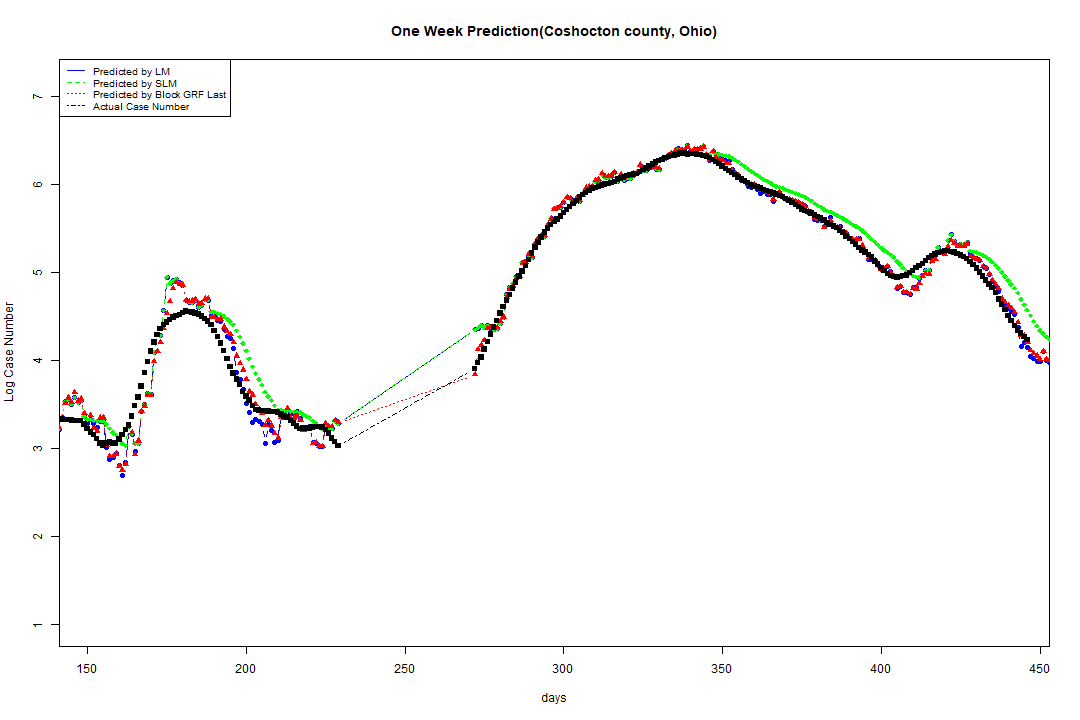 One Week Prediction(Coshocton county, Ohio)
Predicted by LM
Predicted by SLM
Predicted by Block GRF Last
Actual Case Number
Log Case Number
7
6
5
4
3
2
1
150 200 250 300 350 400 450
days